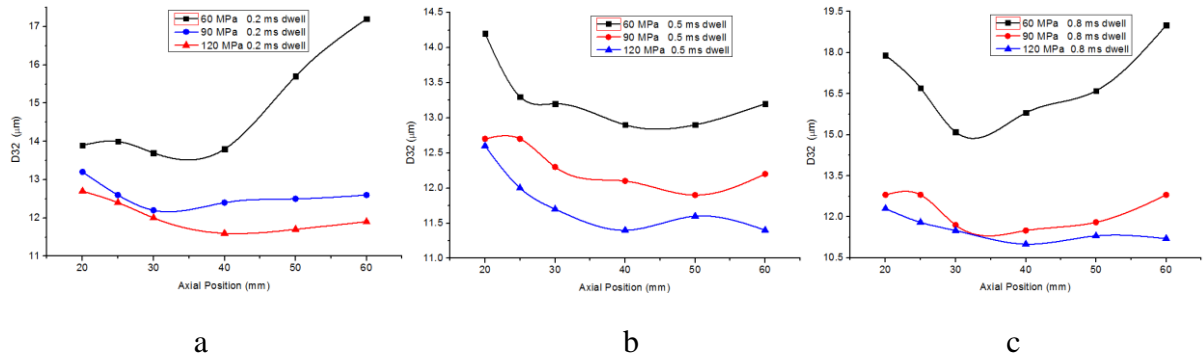 60 MPa 0.2 ms dwell
90 MPa 0.2 ms dwell
120 MPa 0.2 ms dwell
17
16
15
14
13
12
11
D32 (μm)
20 30 40 50 60
Axial Position (mm)
a
14.5
60 MPa 0.5 ms dwell
90 MPa 0.5 ms dwell
120 MPa 0.5 ms dwell
14.0
13.5
13.0
12.5
12.0
11.5
11.0
D32 (μm)
20 30 40 50 60
Axial Position (mm)
b
19.5
60 MPa 0.8 ms dwell
90 MPa 0.8 ms dwell
120 MPa 0.8 ms dwell
18.0
16.5
15.0
13.5
12.0
10.5
D32 (μm)
20 30 40 50 60
Axial Position (mm)
c